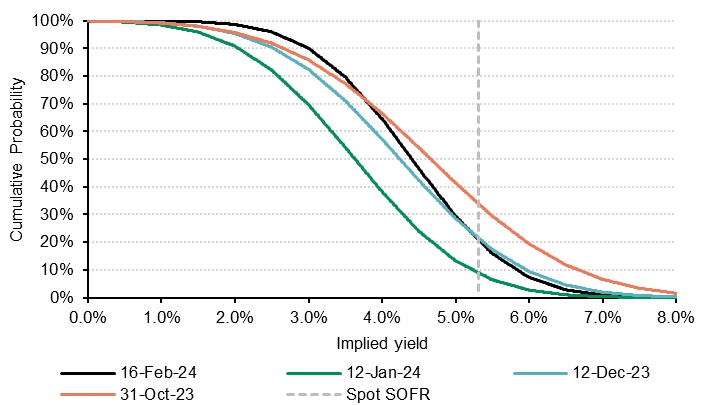 100%
90%
80%
70%
60%
50%
40%
30%
20%
10%
0%
Cumulative Probability
0.0% 1.0% 2.0% 3.0% 4.0% 5.0% 6.0% 7.0% 8.0%
Implied yield
16-Feb-24 12-Jan-24 12-Dec-23
31-Oct-23 Spot SOFR